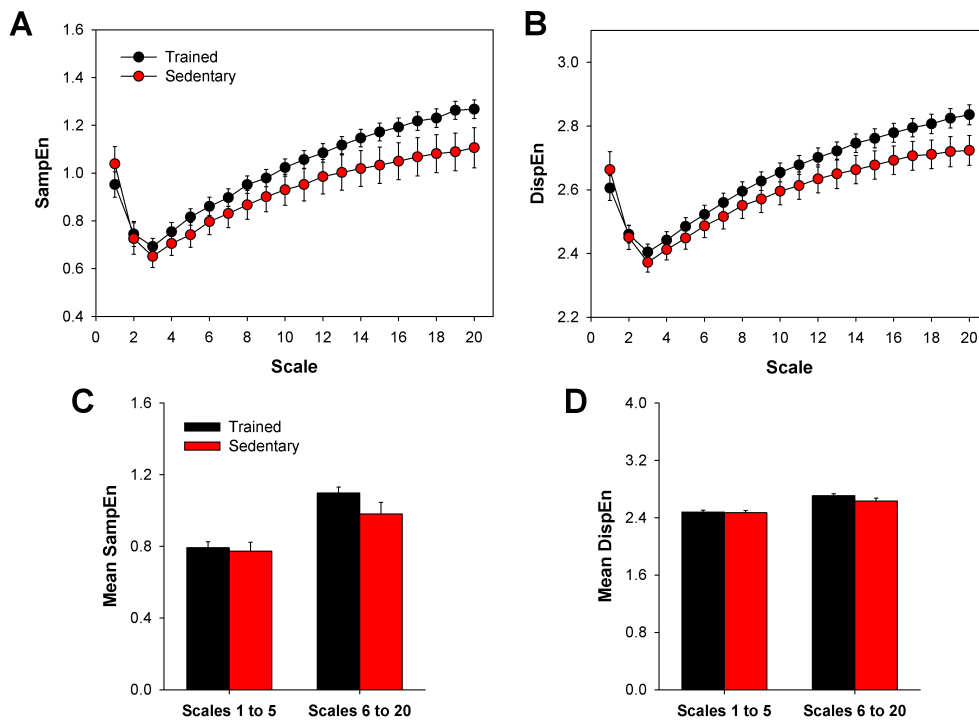 A
1.6
1.4
1.2
1.0
0.8
0.6
0.4
SampEn
Trained
Sedentary
0 2 4 6 8 10 12 14 16 18 20
Scale
B
3.0
2.8
2.6
2.4
2.2
DispEn
0 2 4 6 8 10 12 14 16 18 20
Scale
C
1.6
1.2
0.8
0.4
0.0
Mean SampEn
Trained
Sedentary
Scales 1 to 5 Scales 6 to 20
D
4.0
3.2
2.4
1.6
0.8
0.0
Mean DispEn
Scales 1 to 5 Scales 6 to 20